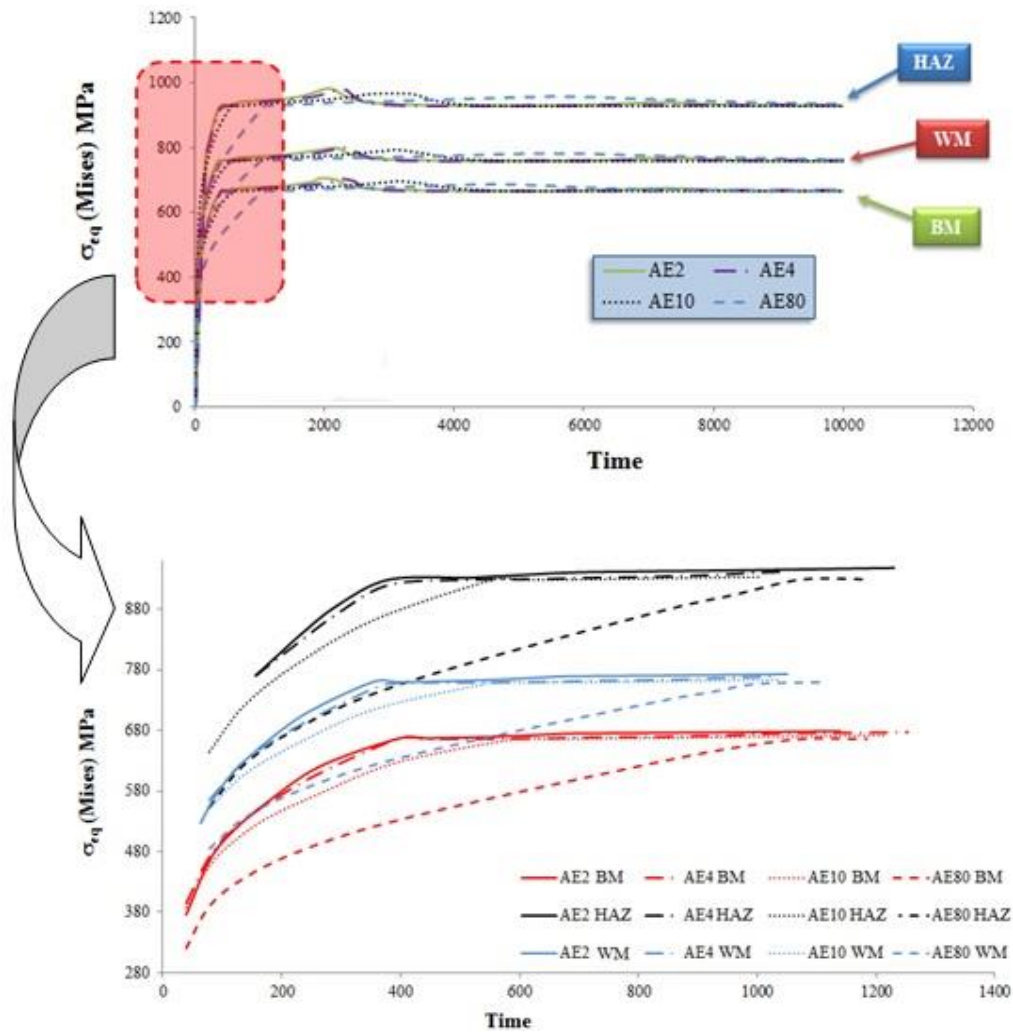 1200
1000
800
600
400
200
0
σeq (Mises) MPa
HAZ
WM
BM
AE2 AE4
AE10 AE80
0 2000 4000 6000 8000 10000 12000
Time
880
780
680
580
480
380
280
σeq (Mises) MPa
AE2 BM AE4 BM AE10 BM AE80 BM
AE2 HAZ AE4 HAZ AE10 HAZ AE80 HAZ
AE2 WM AE4 WM AE10 WM AE80 WM
0 200 400 600 800 1000 1200 1400
Time